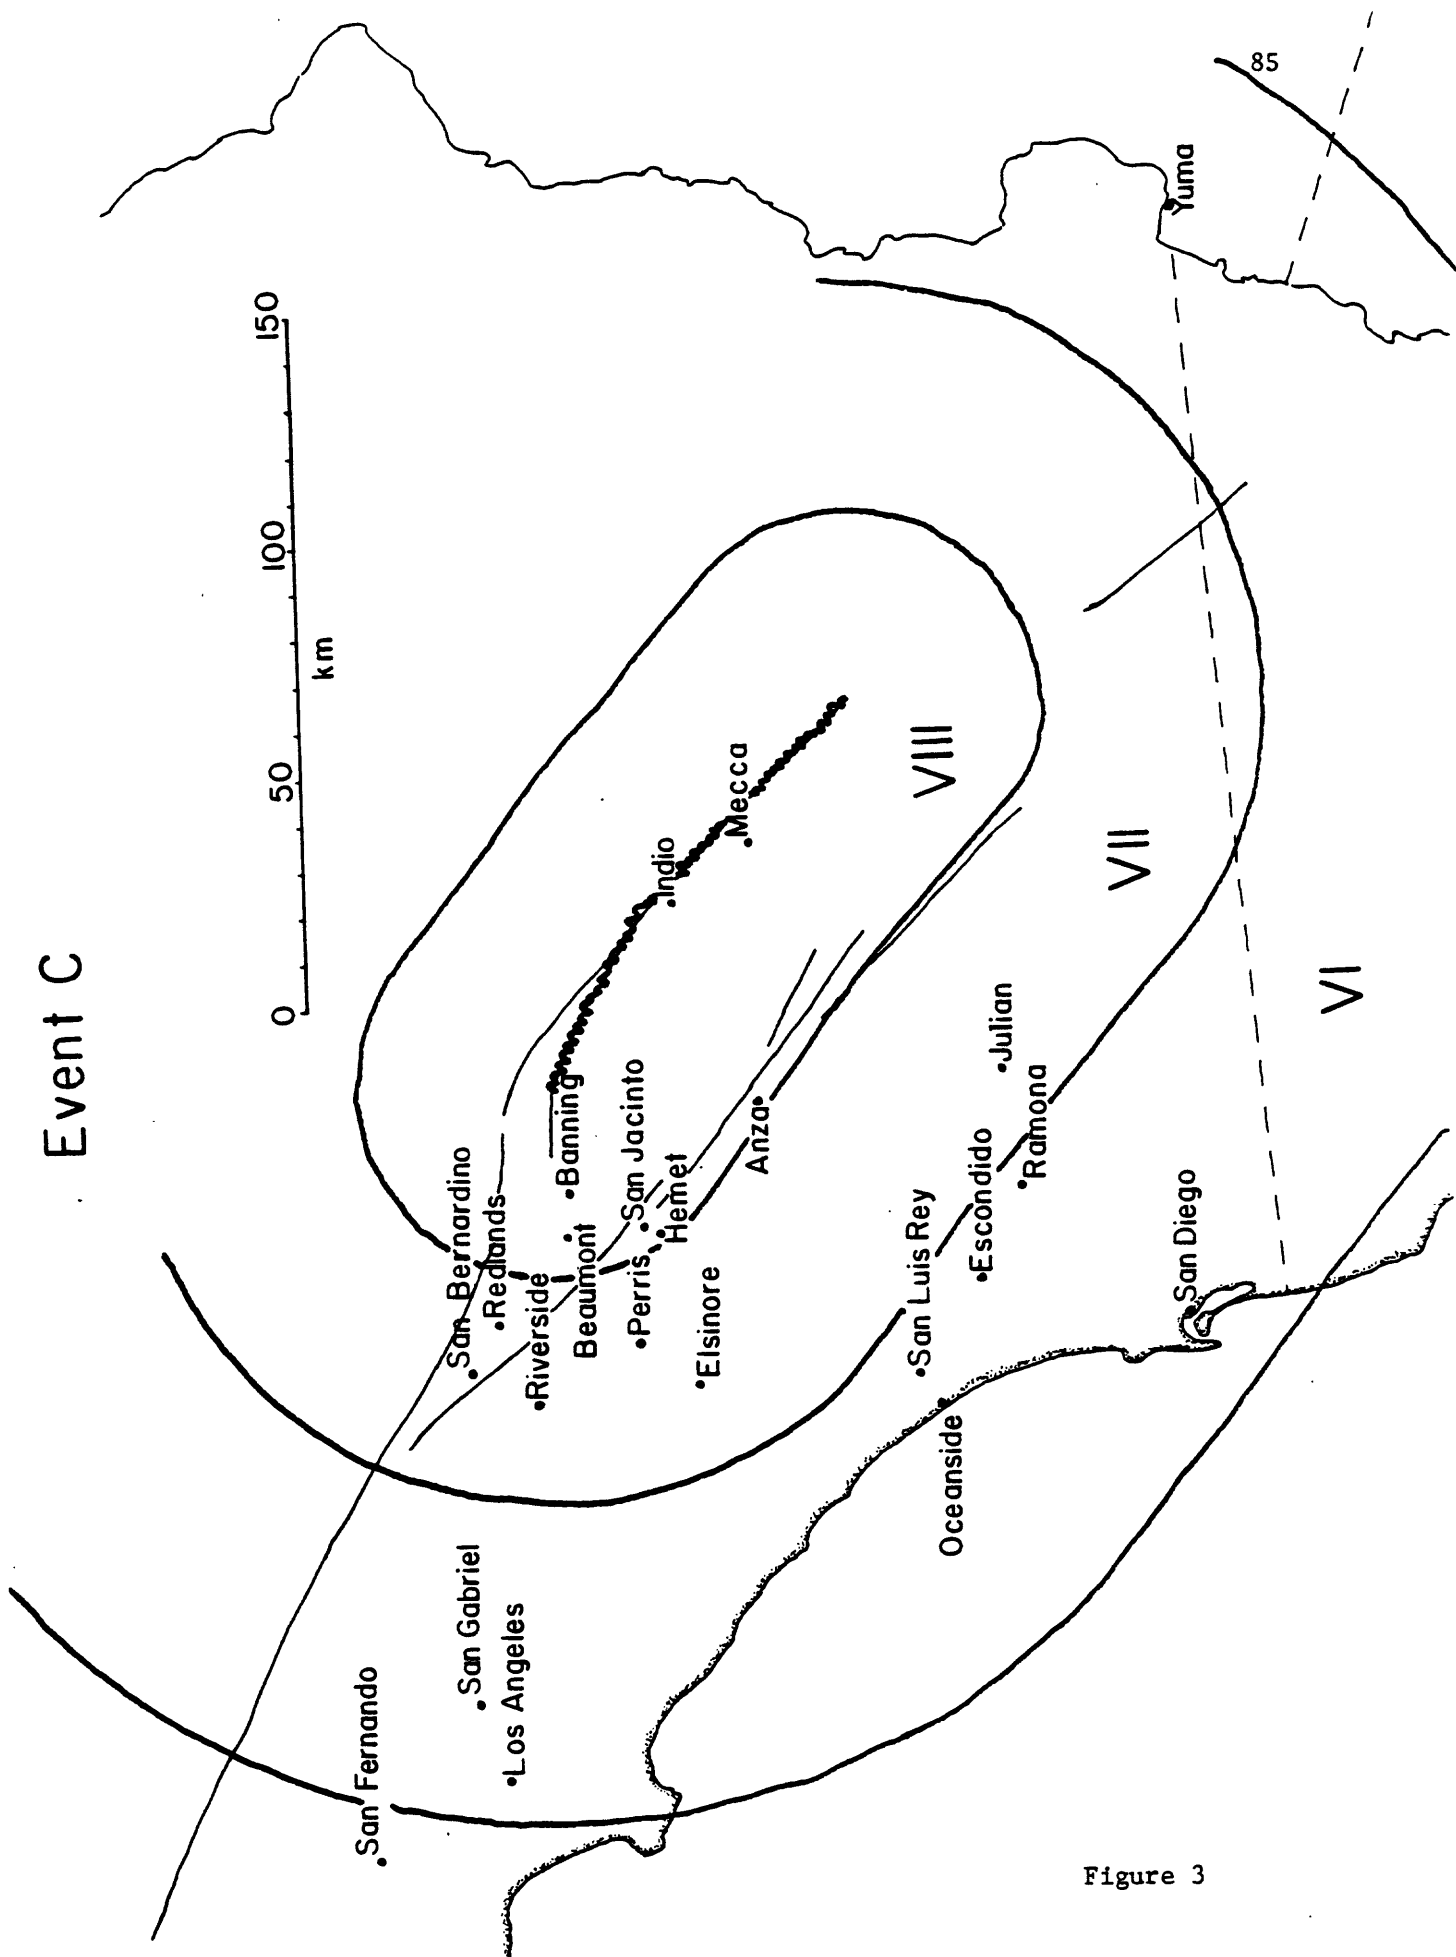 85
Event C
0
50
100
150
km
San Fernando
San Gabriel
Los Angeles
San Bernardino
Redlands
Riverside
Banning
Beaumont
San Jacinto
Perris
Hemet
Elsinore
Anza
Indio
Mecca
San Luis Rey
Oceanside
Escondido
Ramona
Julian
San Diego
Yuma
VIII
VII
VI
Figure 3